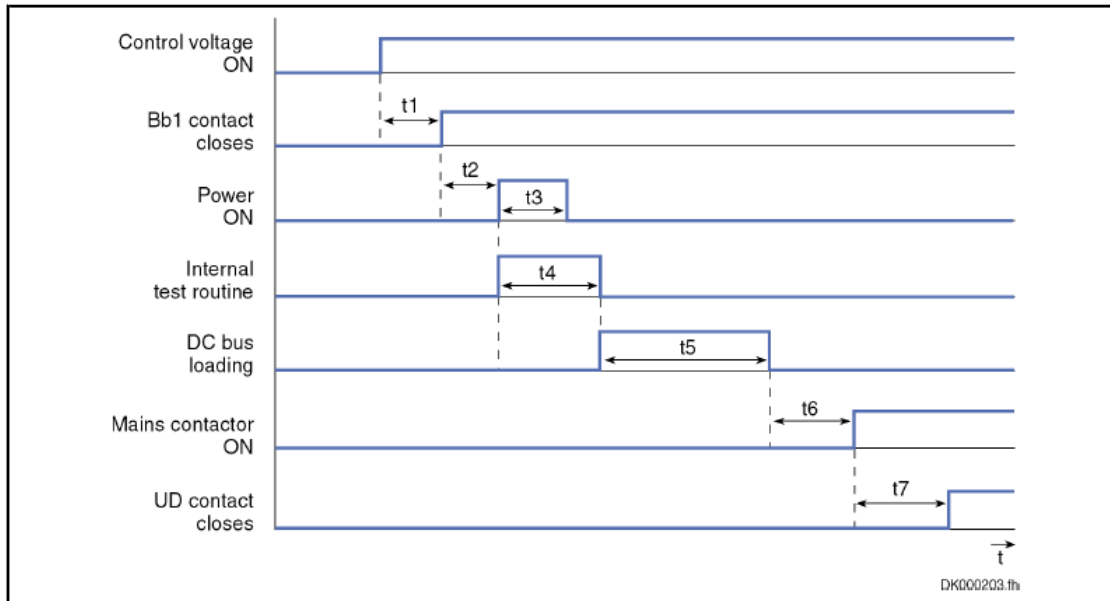 Control voltage
ON
t1
Bb1 contact
closes
t2
Power
ON
t3
Internal
test routine
t4
DC bus
loading
t5
Mains contactor
ON
t6
UD contact
closes
t7
t
DK000203.fh